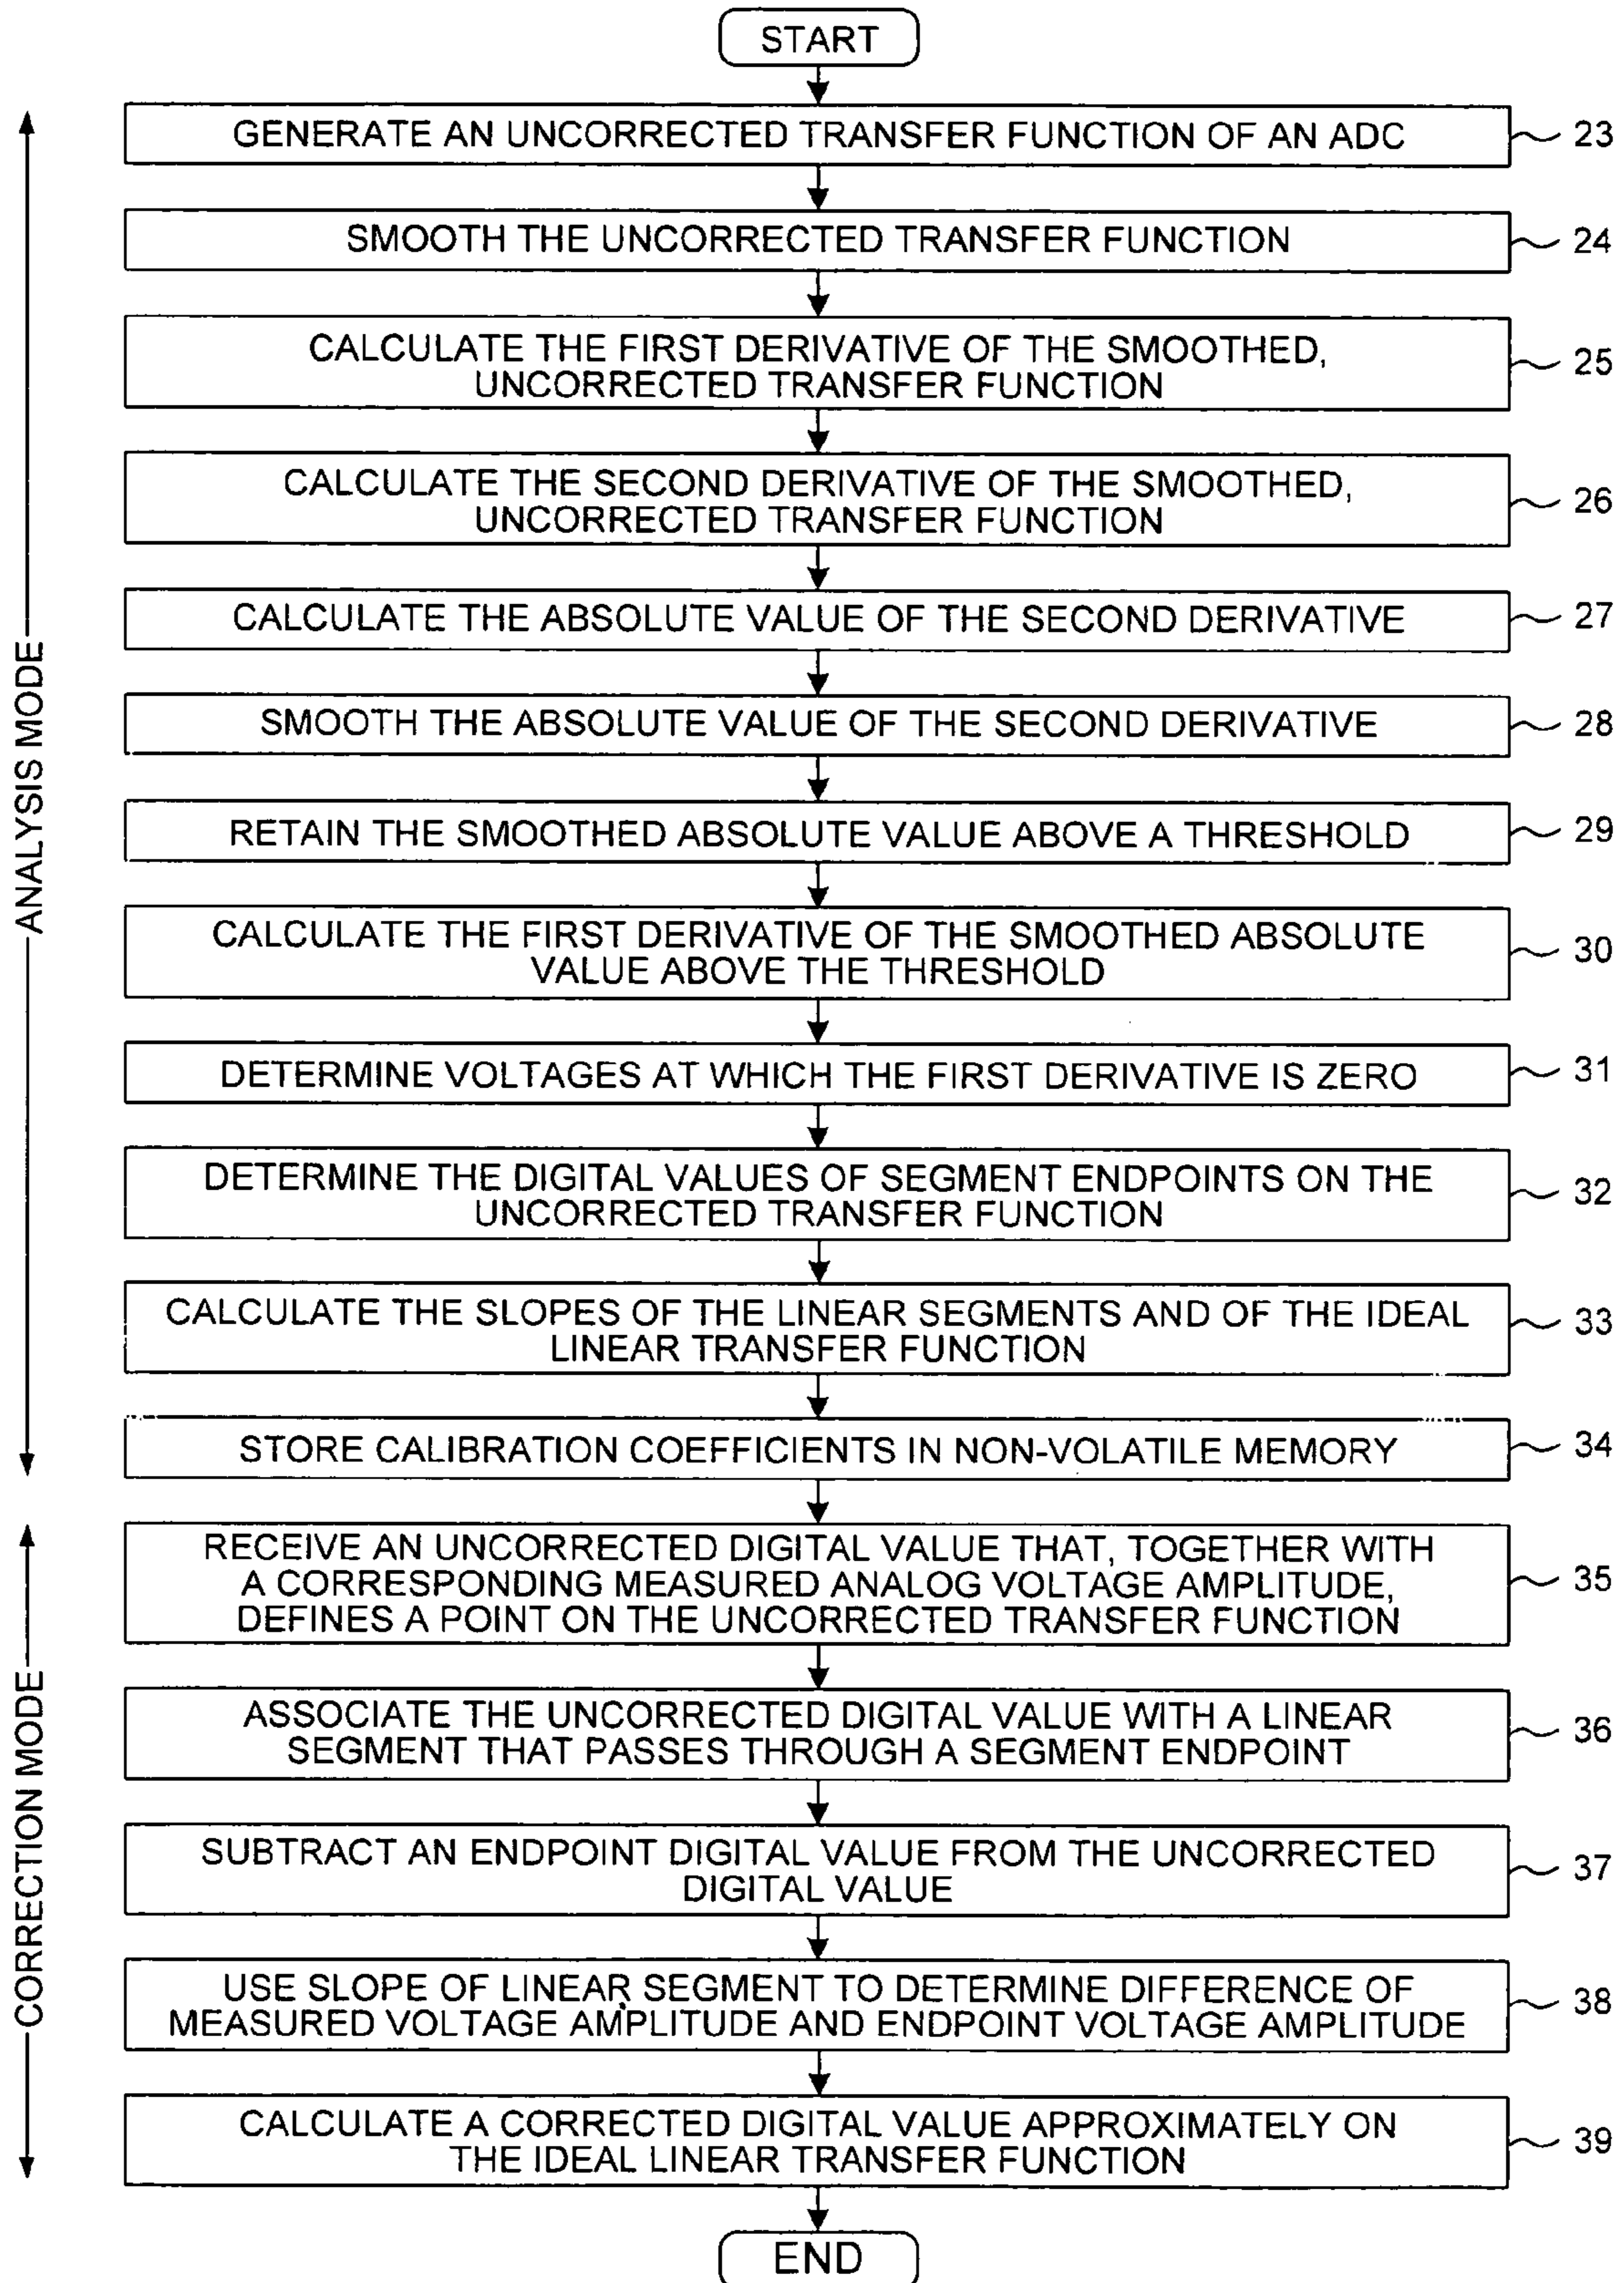 START
GENERATE AN UNCORRECTED TRANSFER FUNCTION OF AN ADC
23
SMOOTH THE UNCORRECTED TRANSFER FUNCTION
24
CALCULATE THE FIRST DERIVATIVE OF THE SMOOTHED,
UNCORRECTED TRANSFER FUNCTION
25
CALCULATE THE SECOND DERIVATIVE OF THE SMOOTHED,
UNCORRECTED TRANSFER FUNCTION
26
CALCULATE THE ABSOLUTE VALUE OF THE SECOND DERIVATIVE
27
SMOOTH THE ABSOLUTE VALUE OF THE SECOND DERIVATIVE
28
RETAIN THE SMOOTHED ABSOLUTE VALUE ABOVE A THRESHOLD
29
CALCULATE THE FIRST DERIVATIVE OF THE SMOOTHED ABSOLUTE
VALUE ABOVE THE THRESHOLD
30
DETERMINE VOLTAGES AT WHICH THE FIRST DERIVATIVE IS ZERO
31
DETERMINE THE DIGITAL VALUES OF SEGMENT ENDPOINTS ON THE
UNCORRECTED TRANSFER FUNCTION
32
CALCULATE THE SLOPES OF THE LINEAR SEGMENTS AND OF THE IDEAL
LINEAR TRANSFER FUNCTION
33
STORE CALIBRATION COEFFICIENTS IN NON-VOLATILE MEMORY
34
ANALYSIS MODE
RECEIVE AN UNCORRECTED DIGITAL VALUE THAT, TOGETHER WITH
A CORRESPONDING MEASURED ANALOG VOLTAGE AMPLITUDE,
DEFINES A POINT ON THE UNCORRECTED TRANSFER FUNCTION
35
ASSOCIATE THE UNCORRECTED DIGITAL VALUE WITH A LINEAR
SEGMENT THAT PASSES THROUGH A SEGMENT ENDPOINT
36
SUBTRACT AN ENDPOINT DIGITAL VALUE FROM THE UNCORRECTED
DIGITAL VALUE
37
USE SLOPE OF LINEAR SEGMENT TO DETERMINE DIFFERENCE OF
MEASURED VOLTAGE AMPLITUDE AND ENDPOINT VOLTAGE AMPLITUDE
38
CALCULATE A CORRECTED DIGITAL VALUE APPROXIMATELY ON
THE IDEAL LINEAR TRANSFER FUNCTION
39
CORRECTION MODE
END